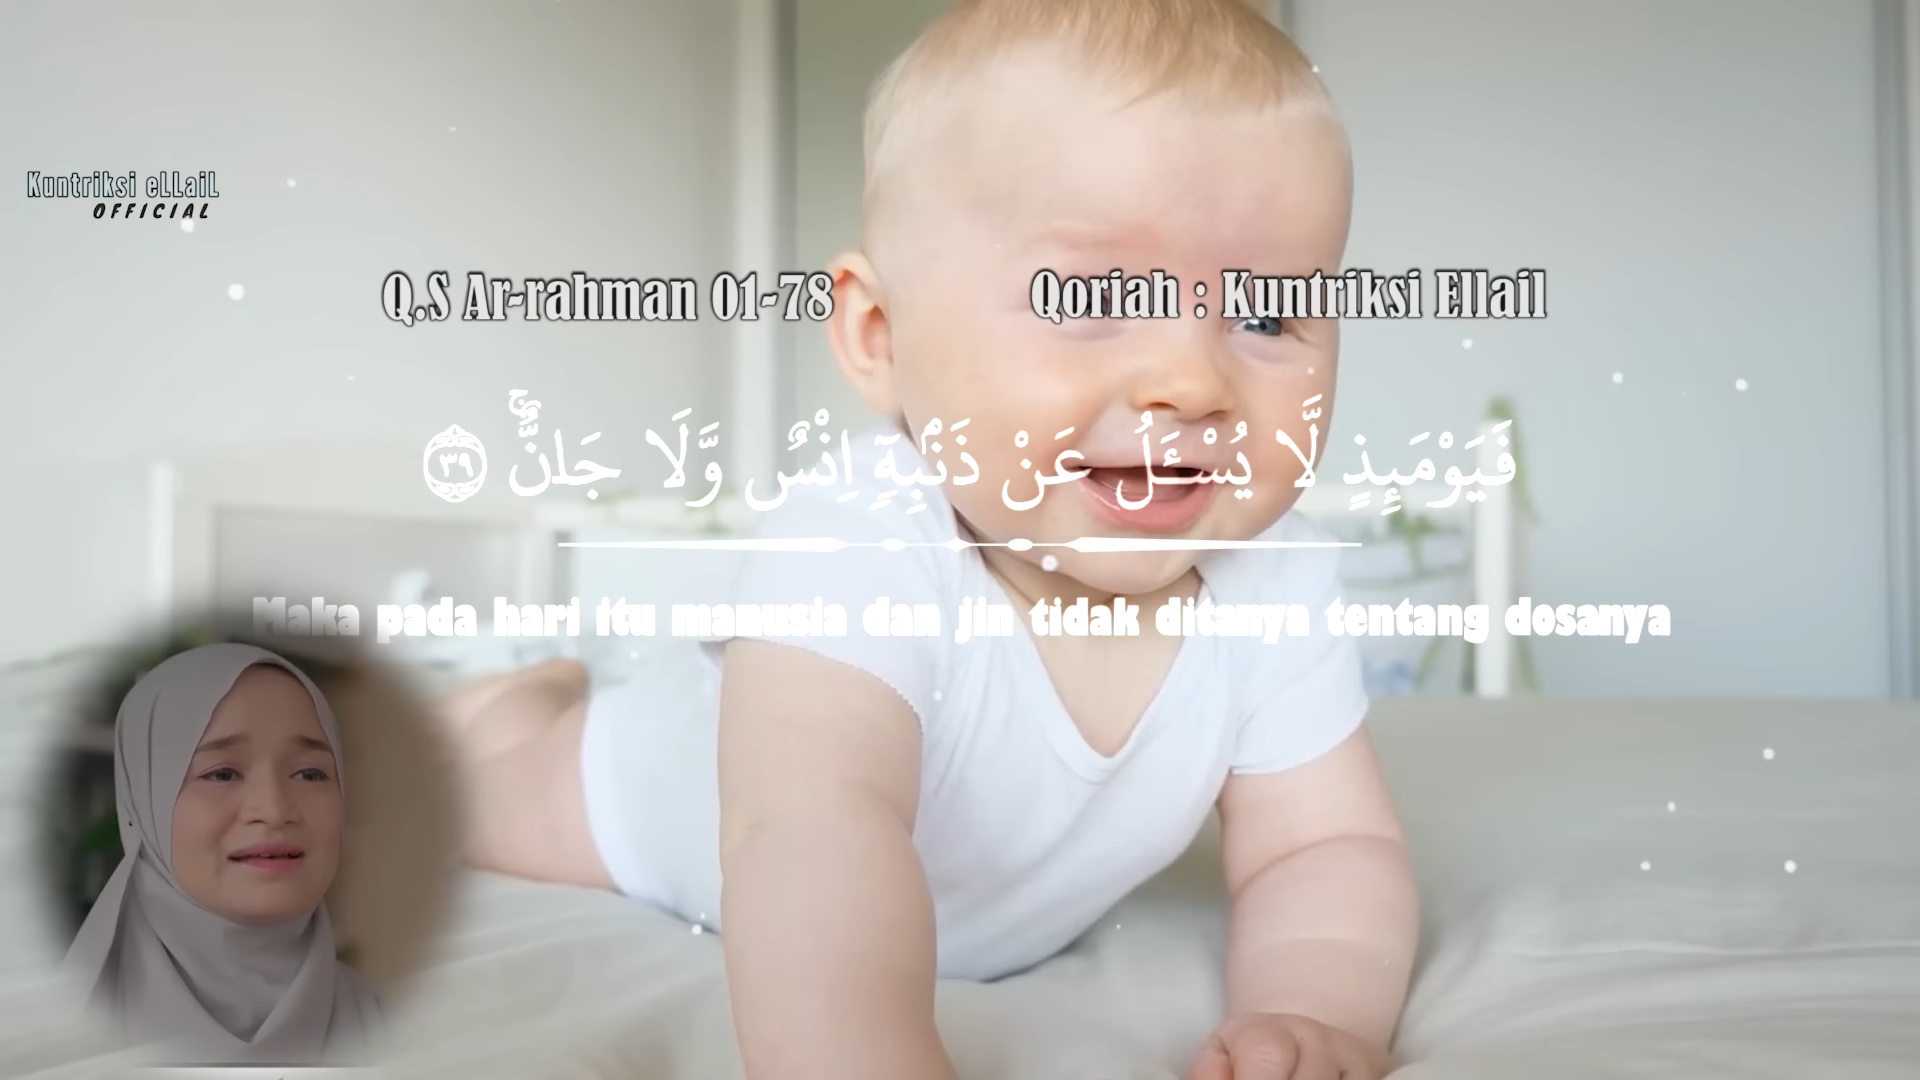 Kuntriksi eLLaiL
OFFICIAL
Q.S Ar-rahman 01-78
Qoriah : Kuntriksi Ellail
فَيَوْمَىِٕذٍ لَّا يُسْـَٔلُ عَنْ ذَنْۢبِهٖٓ اِنْسٌ وَّلَا جَاۤنٌّۚ ۝٣٩
Maka pada hari itu manusia dan jin tidak ditanya tentang dosanya